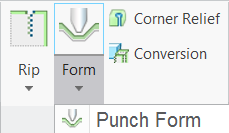 Corner Relief
Conversion
Rip
Form
Punch Form